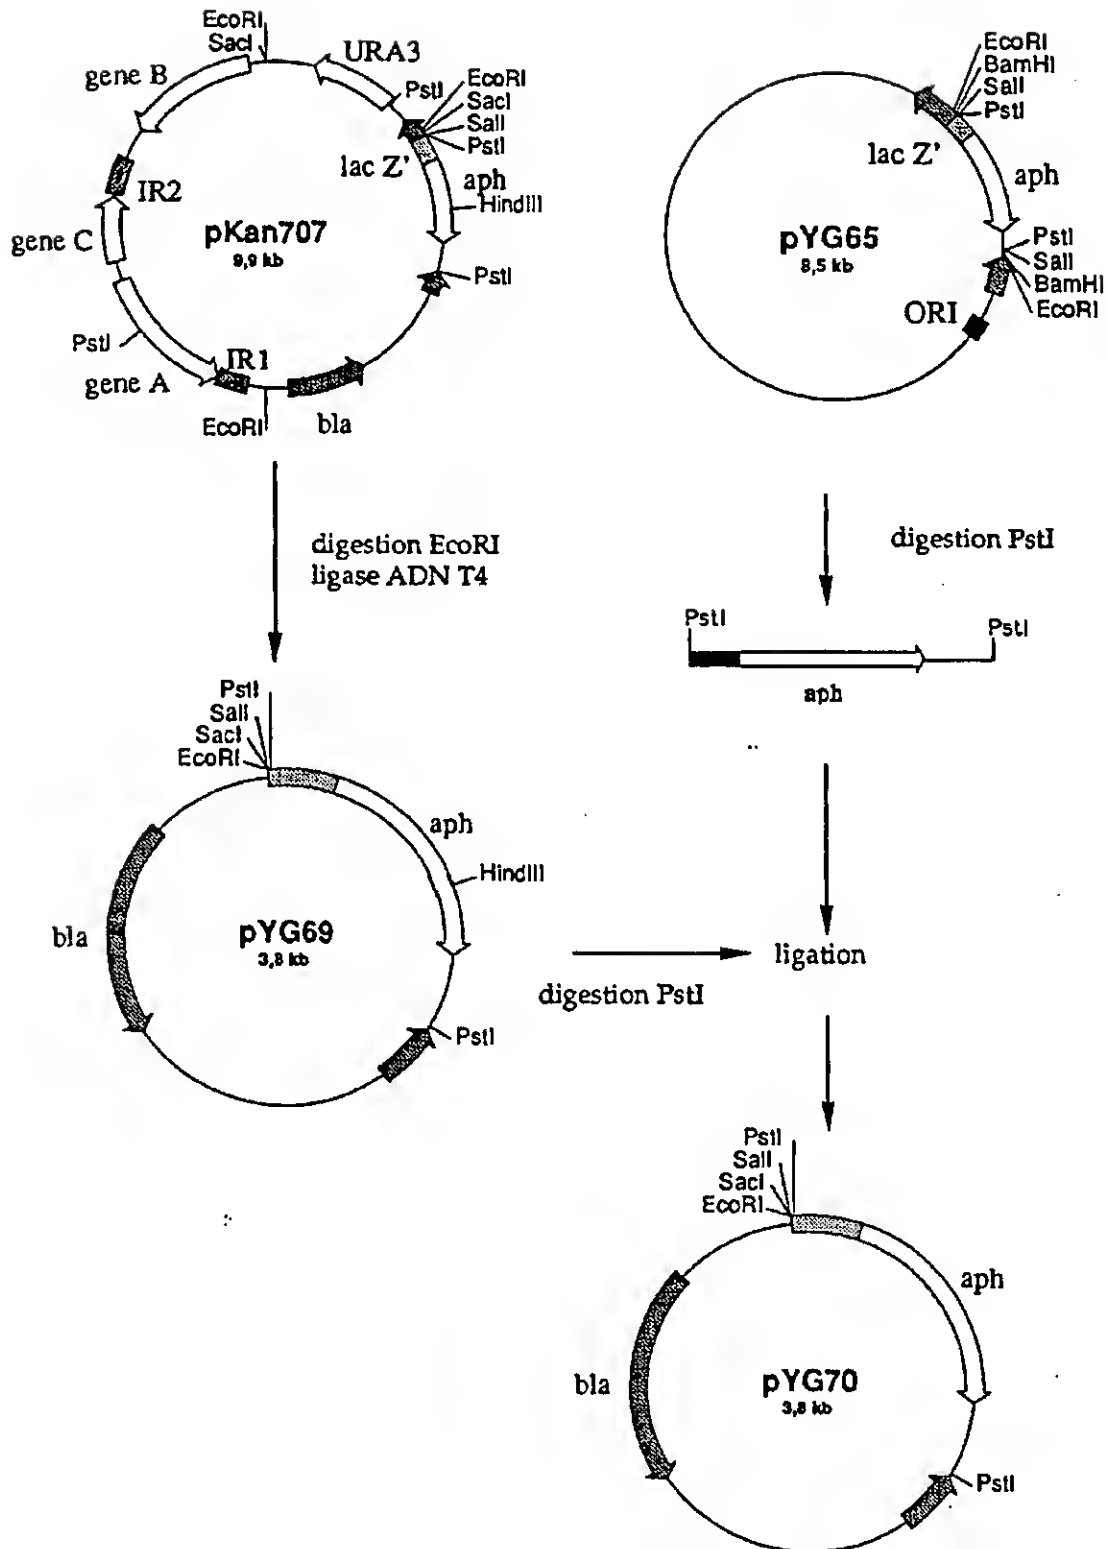 EcoRI
SacI
URA3
gene B
PstI
EcoRI
SacI
SalI
PstI
lac Z'
aph
HindIII
IR2
pKan707
9,9 kb
gene C
PstI
PstI
IR1
gene A
EcoRI
bla
EcoRI
BamHI
SalI
PstI
lac Z'
aph
pYG65
8,5 kb
PstI
SalI
BamHI
EcoRI
ORI
digestion EcoRI
ligase ADN T4
digestion PstI
PstI
PstI
aph
PstI
SalI
SacI
EcoRI
aph
HindIII
bla
pYG69
3,8 kb
PstI
digestion PstI
ligation
PstI
SalI
SacI
EcoRI
aph
bla
pYG70
3,8 kb
PstI